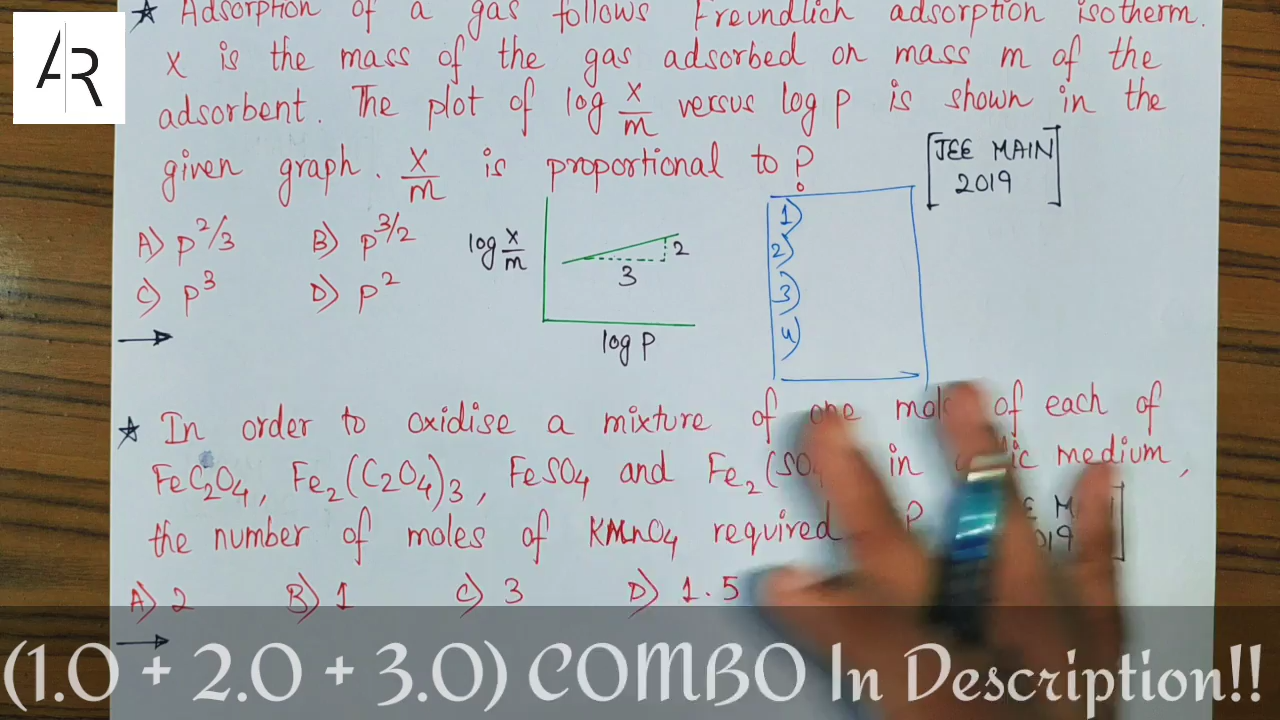 AR
★ Adsorption of a gas follows Freundlich adsorption isotherm.
x is the mass of the gas adsorbed on mass m of the
adsorbent. The plot of log x/m versus log p is shown in the
given graph. x/m is proportional to ?
[JEE MAIN 2019]
A) p^2/3 B) p^3/2
C) p^3 D) p^2
log x/m
2
3
log P
1)
2)
3)
4)
★ In order to oxidise a mixture of one mole of each of
FeC2O4, Fe2(C2O4)3, FeSO4 and Fe2(SO in medium,
the number of moles of KMnO4 required
A) 2 B) 1 C) 3 D) 1.5
(1.0 + 2.0 + 3.0) COMBO In Description!!